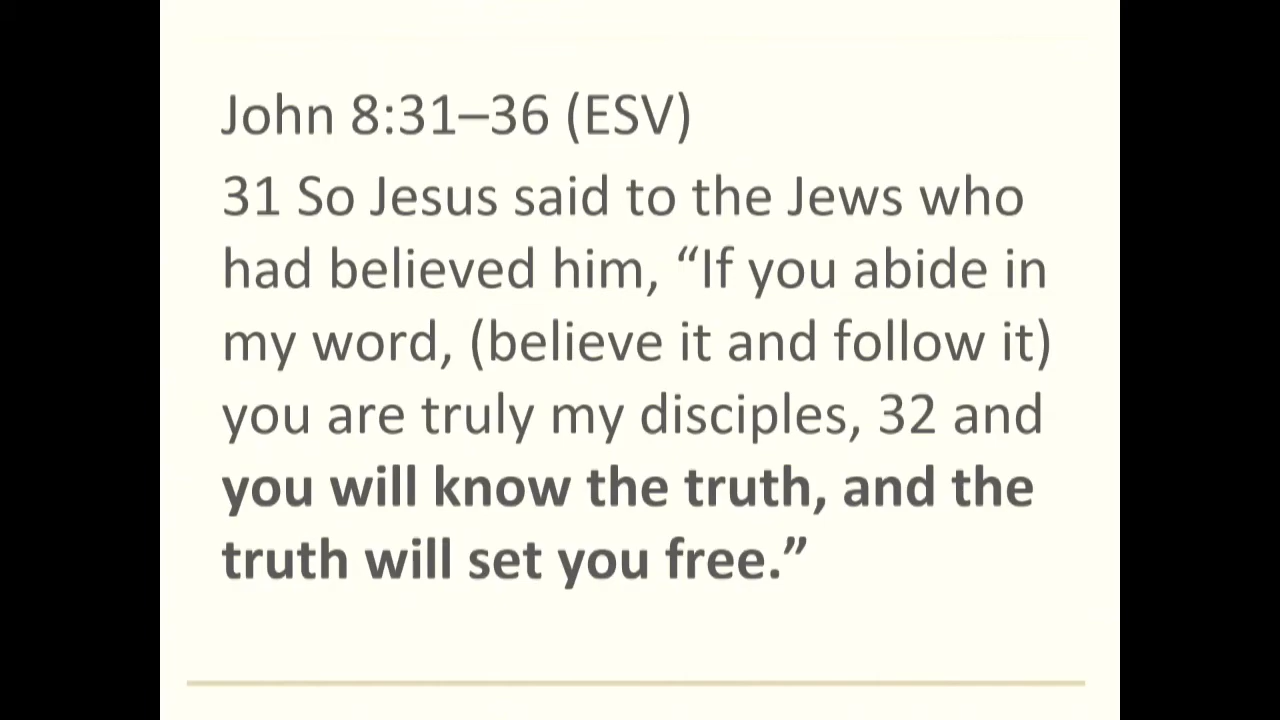 John 8:31–36 (ESV)
31 So Jesus said to the Jews who
had believed him, “If you abide in
my word, (believe it and follow it)
you are truly my disciples, 32 and
you will know the truth, and the
truth will set you free.”